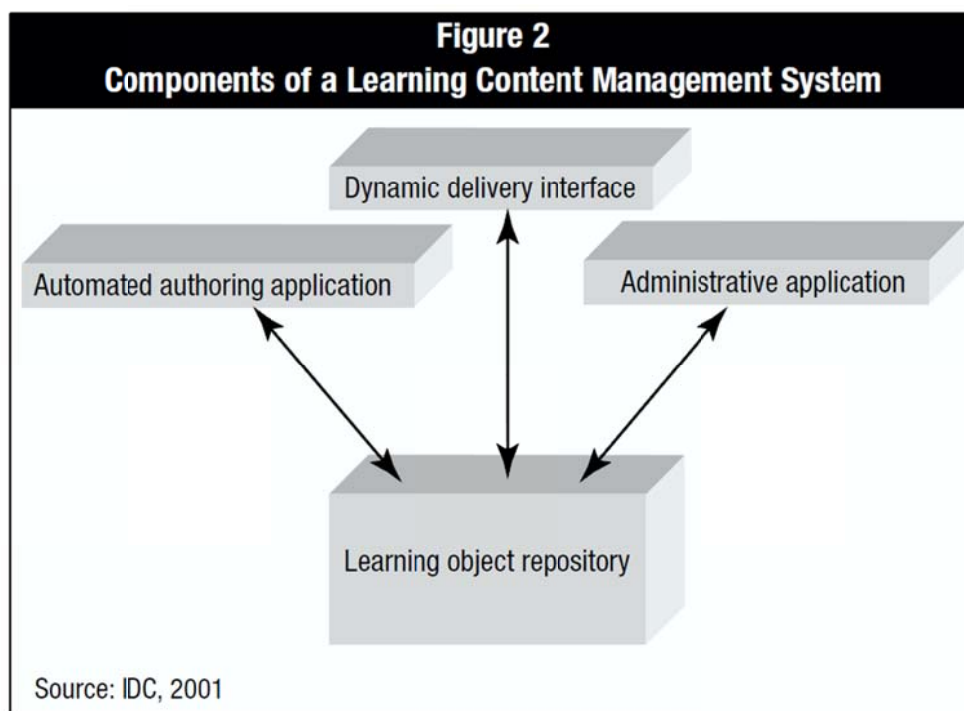 Figure 2
Components of a Learning Content Management System
Dynamic delivery interface
Automated authoring application
Administrative application
Learning object repository
Source: IDC, 2001